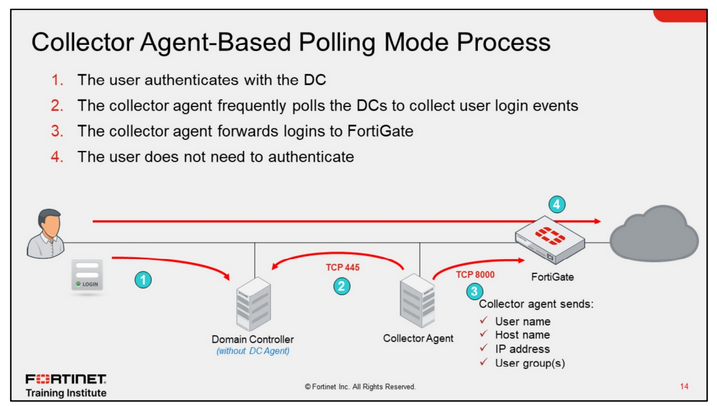 Collector Agent-Based Polling Mode Process
1. The user authenticates with the DC
2. The collector agent frequently polls the DCs to collect user login events
3. The collector agent forwards logins to FortiGate
4. The user does not need to authenticate
4
LOGIN
1
TCP 445
2
TCP 8000
3
FortiGate
Domain Controller
(without DC Agent)
Collector Agent
Collector agent sends:
✓ User name
✓ Host name
✓ IP address
✓ User group(s)
FORTINET
Training Institute
© Fortinet Inc. All Rights Reserved.
14